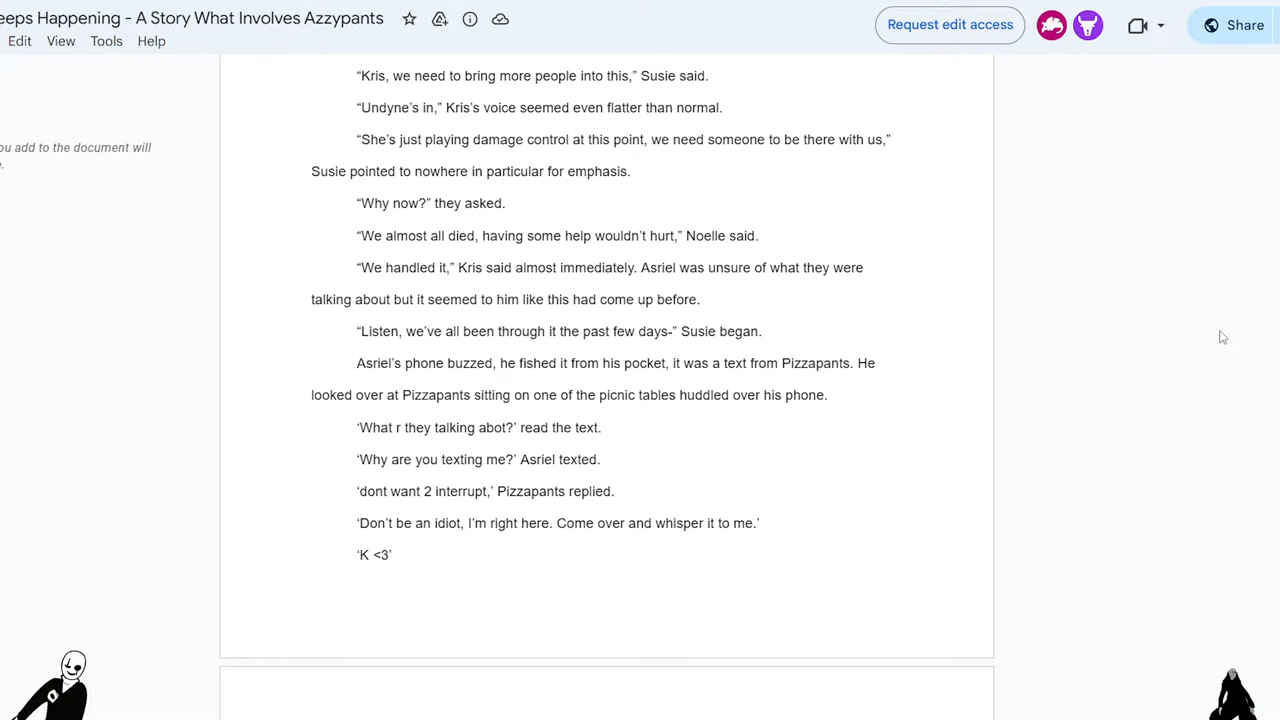 eeps Happening - A Story What Involves Azzypants
Request edit access
Share
Edit View Tools Help
ou add to the document will
e.
“Kris, we need to bring more people into this,” Susie said.
“Undyne’s in,” Kris’s voice seemed even flatter than normal.
“She’s just playing damage control at this point, we need someone to be there with us,”
Susie pointed to nowhere in particular for emphasis.
“Why now?” they asked.
“We almost all died, having some help wouldn’t hurt,” Noelle said.
“We handled it,” Kris said almost immediately. Asriel was unsure of what they were
talking about but it seemed to him like this had come up before.
“Listen, we’ve all been through it the past few days-” Susie began.
Asriel’s phone buzzed, he fished it from his pocket, it was a text from Pizzapants. He
looked over at Pizzapants sitting on one of the picnic tables huddled over his phone.
‘What r they talking abot?’ read the text.
‘Why are you texting me?’ Asriel texted.
‘dont want 2 interrupt,’ Pizzapants replied.
‘Don’t be an idiot, I’m right here. Come over and whisper it to me.’
‘K <3’